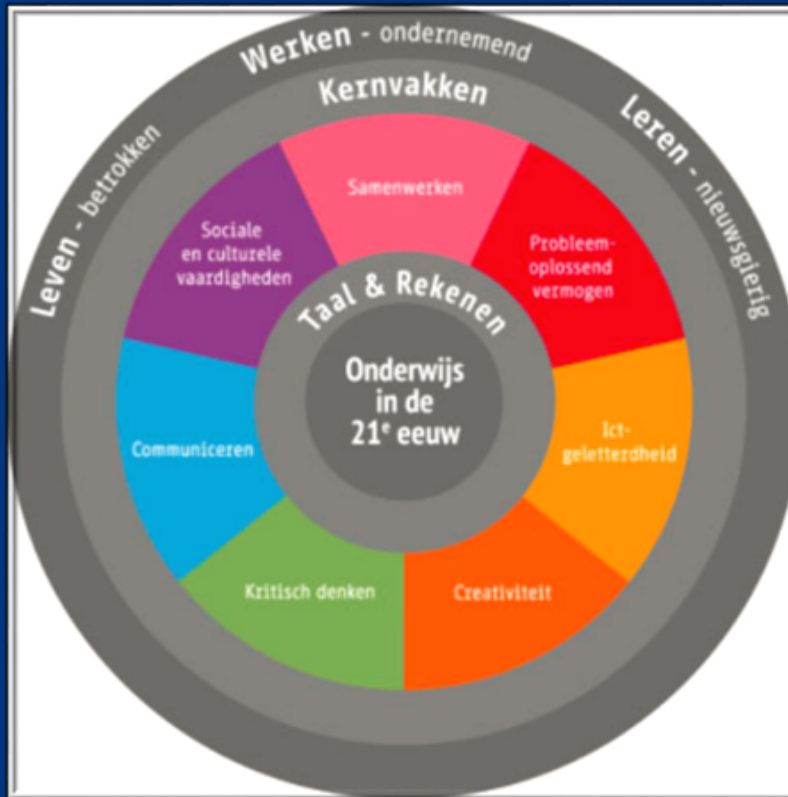 Werken - ondernemend
Leven - betrokken
Leren - nieuwsgierig
Kernvakken
Samenwerken
Sociale
en culturele
vaardigheden
Probleem-
oplossend
vermogen
Taal & Rekenen
Onderwijs
in de
21e eeuw
Communiceren
Ict-
geletterdheid
Kritisch denken
Creativiteit